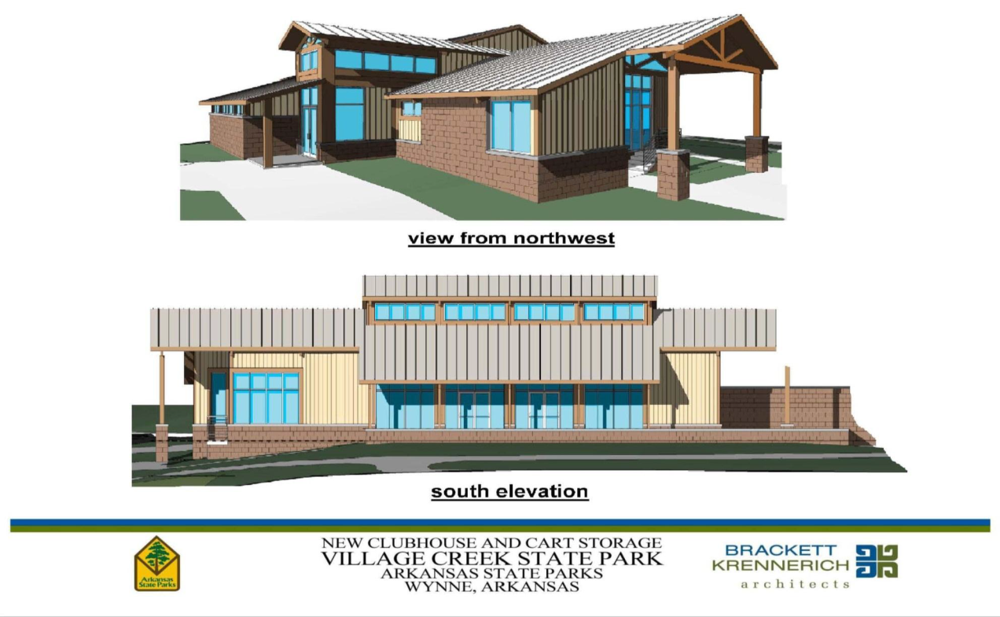 view from northwest
south elevation
Arkansas
State Parks
NEW CLUBHOUSE AND CART STORAGE
VILLAGE CREEK STATE PARK
ARKANSAS STATE PARKS
WYNNE, ARKANSAS
BRACKETT
KRENNERICH
architects